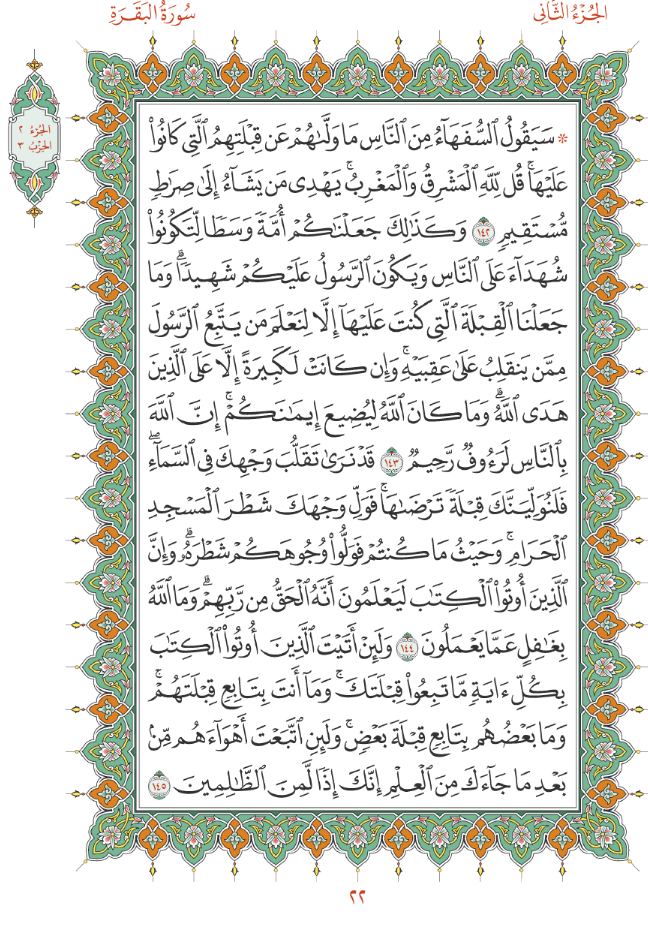 الجُزْءُ الثَّانِي
سُورَةُ البَقَرَةِ
الجُزْءُ ٢
الحِزْبُ ٣
۞ سَيَقُولُ ٱلسُّفَهَآءُ مِنَ ٱلنَّاسِ مَا وَلَّىٰهُمْ عَن قِبْلَتِهِمُ ٱلَّتِي كَانُوا۟
عَلَيْهَاۚ قُل لِّلَّهِ ٱلْمَشْرِقُ وَٱلْمَغْرِبُۚ يَهْدِي مَن يَشَآءُ إِلَىٰ صِرَٰطٍ
مُّسْتَقِيمٍ ١٤٢ وَكَذَٰلِكَ جَعَلْنَٰكُمْ أُمَّةً وَسَطًا لِّتَكُونُوا۟
شُهَدَآءَ عَلَى ٱلنَّاسِ وَيَكُونَ ٱلرَّسُولُ عَلَيْكُمْ شَهِيدًاۗ وَمَا
جَعَلْنَا ٱلْقِبْلَةَ ٱلَّتِي كُنتَ عَلَيْهَآ إِلَّا لِنَعْلَمَ مَن يَتَّبِعُ ٱلرَّسُولَ
مِمَّن يَنقَلِبُ عَلَىٰ عَقِبَيْهِۚ وَإِن كَانَتْ لَكَبِيرَةً إِلَّا عَلَى ٱلَّذِينَ
هَدَى ٱللَّهُۗ وَمَا كَانَ ٱللَّهُ لِيُضِيعَ إِيمَٰنَكُمْۚ إِنَّ ٱللَّهَ
بِٱلنَّاسِ لَرَءُوفٌ رَّحِيمٌ ١٤٣ قَدْ نَرَىٰ تَقَلُّبَ وَجْهِكَ فِي ٱلسَّمَآءِۖ
فَلَنُوَلِّيَنَّكَ قِبْلَةً تَرْضَىٰهَاۚ فَوَلِّ وَجْهَكَ شَطْرَ ٱلْمَسْجِدِ
ٱلْحَرَامِۚ وَحَيْثُ مَا كُنتُمْ فَوَلُّوا۟ وُجُوهَكُمْ شَطْرَهُۥۗ وَإِنَّ
ٱلَّذِينَ أُوتُوا۟ ٱلْكِتَٰبَ لَيَعْلَمُونَ أَنَّهُ ٱلْحَقُّ مِن رَّبِّهِمْۗ وَمَا ٱللَّهُ
بِغَٰفِلٍ عَمَّا يَعْمَلُونَ ١٤٤ وَلَئِنْ أَتَيْتَ ٱلَّذِينَ أُوتُوا۟ ٱلْكِتَٰبَ
بِكُلِّ ءَايَةٍ مَّا تَبِعُوا۟ قِبْلَتَكَۚ وَمَآ أَنتَ بِتَابِعٍ قِبْلَتَهُمْۚ
وَمَا بَعْضُهُم بِتَابِعٍ قِبْلَةَ بَعْضٍۚ وَلَئِنِ ٱتَّبَعْتَ أَهْوَآءَهُم مِّنۢ
بَعْدِ مَا جَآءَكَ مِنَ ٱلْعِلْمِ إِنَّكَ إِذًا لَّمِنَ ٱلظَّٰلِمِينَ ١٤٥
٢٢